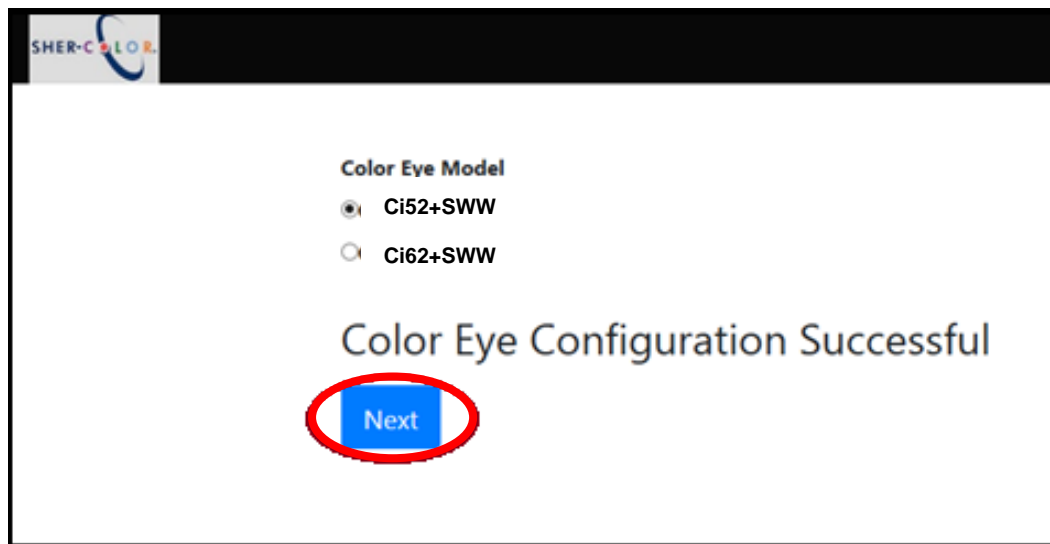 SHER-COLOR.
Color Eye Model
Ci52+SWW
Ci62+SWW
Color Eye Configuration Successful
Next